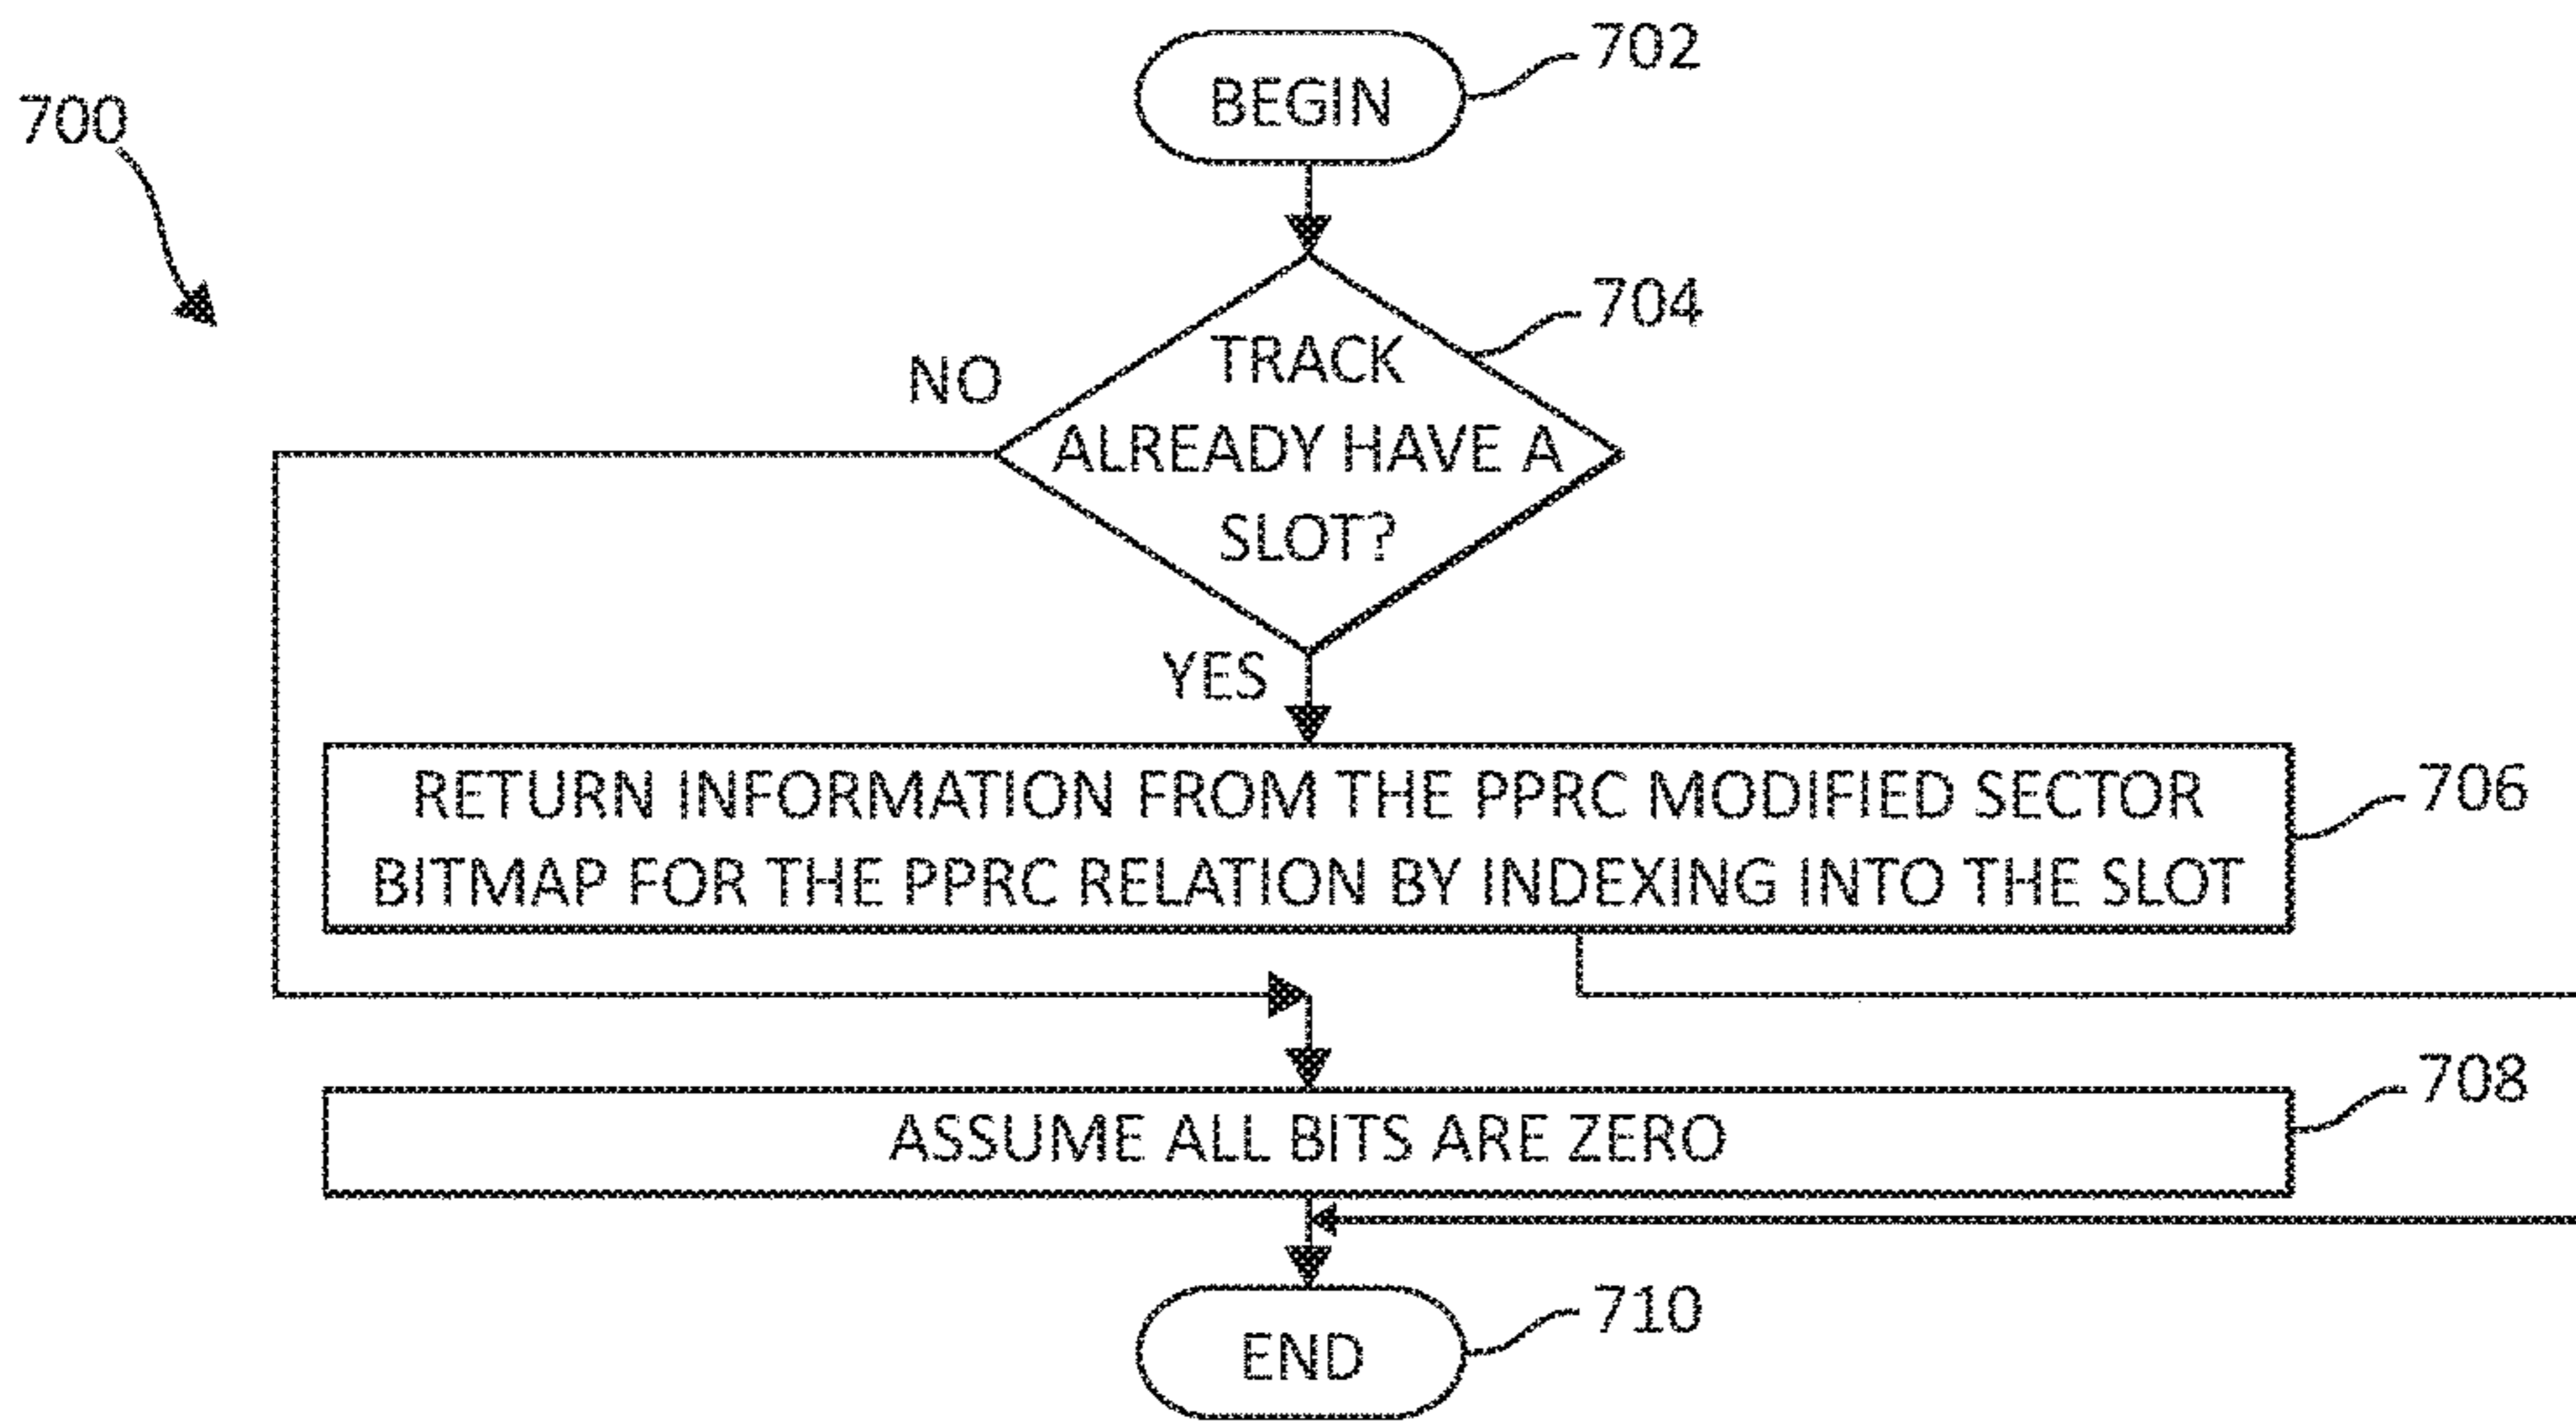 702
BEGIN
700
704
NO
TRACK
ALREADY HAVE A
SLOT?
YES
RETURN INFORMATION FROM THE PPRC MODIFIED SECTOR
BITMAP FOR THE PPRC RELATION BY INDEXING INTO THE SLOT
706
708
ASSUME ALL BITS ARE ZERO
710
END